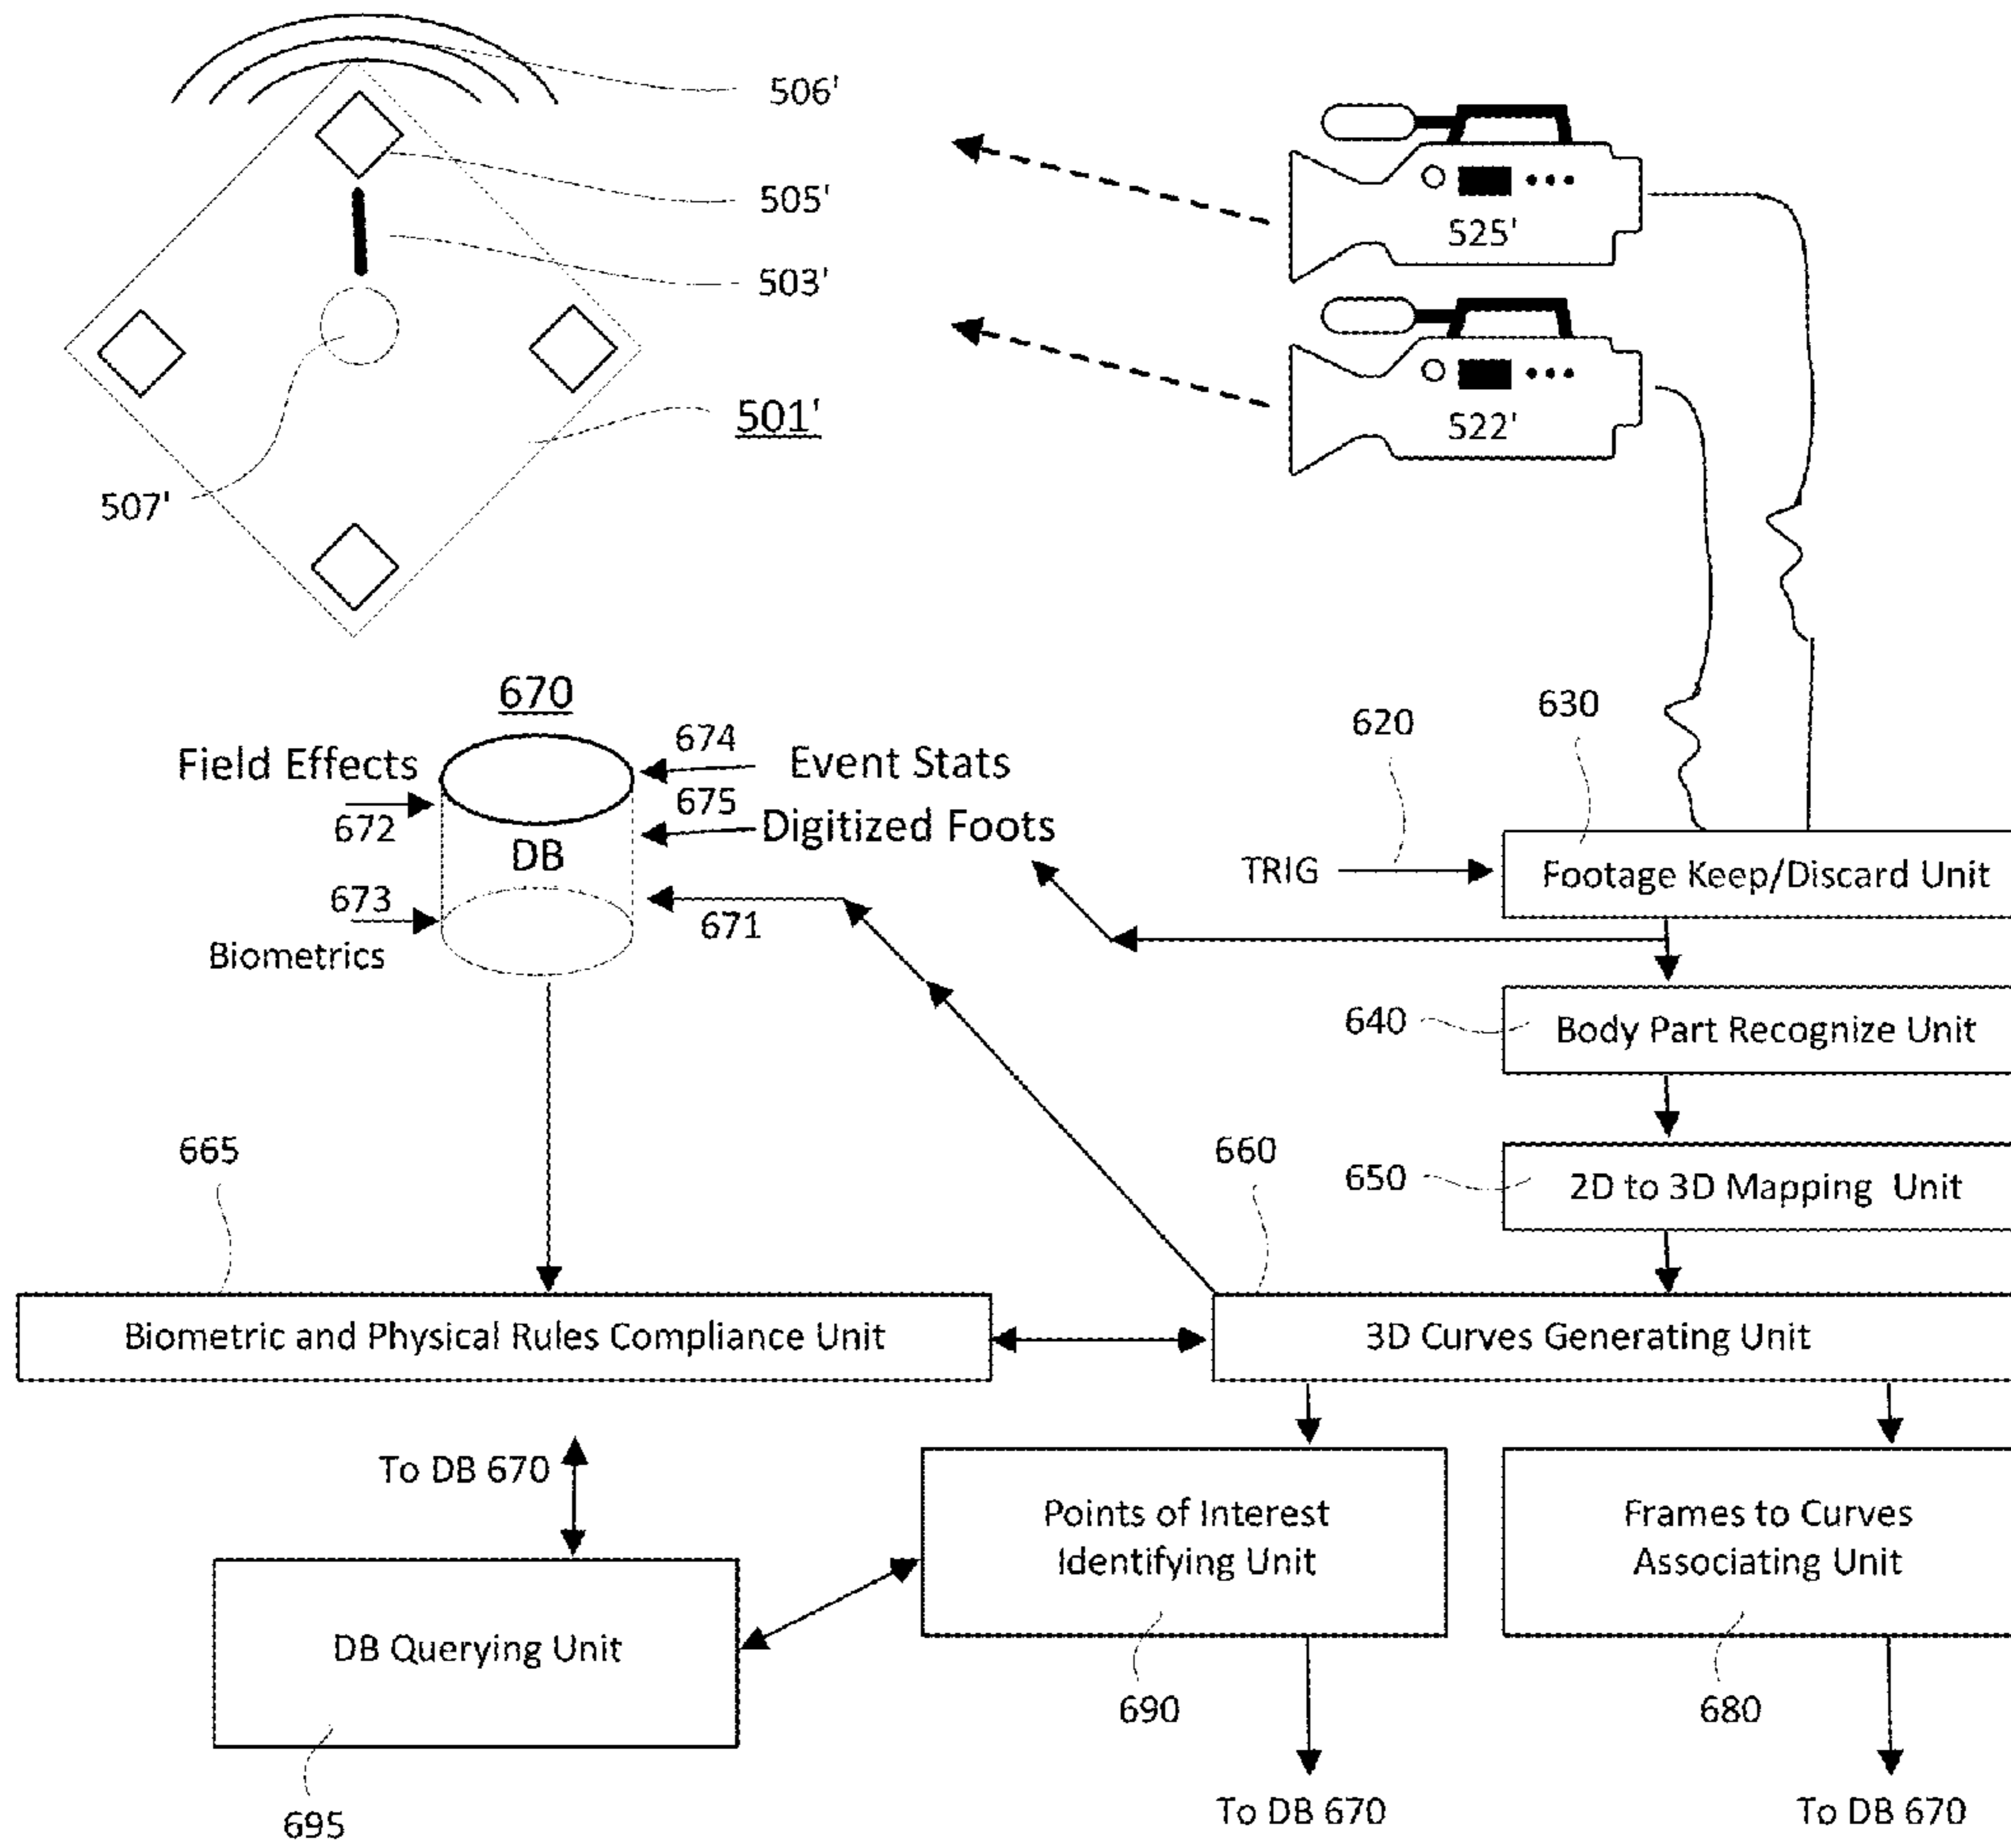 506'
505'
503'
501'
507'
525'
522'
670
674
Field Effects
Event Stats
675
672
Digitized Foots
DB
673
671
Biometrics
620
630
TRIG
Footage Keep/Discard Unit
640
Body Part Recognize Unit
665
660
650
2D to 3D Mapping Unit
Biometric and Physical Rules Compliance Unit
3D Curves Generating Unit
To DB 670
Points of Interest
Identifying Unit
Frames to Curves
Associating Unit
DB Querying Unit
690
680
695
To DB 670
To DB 670